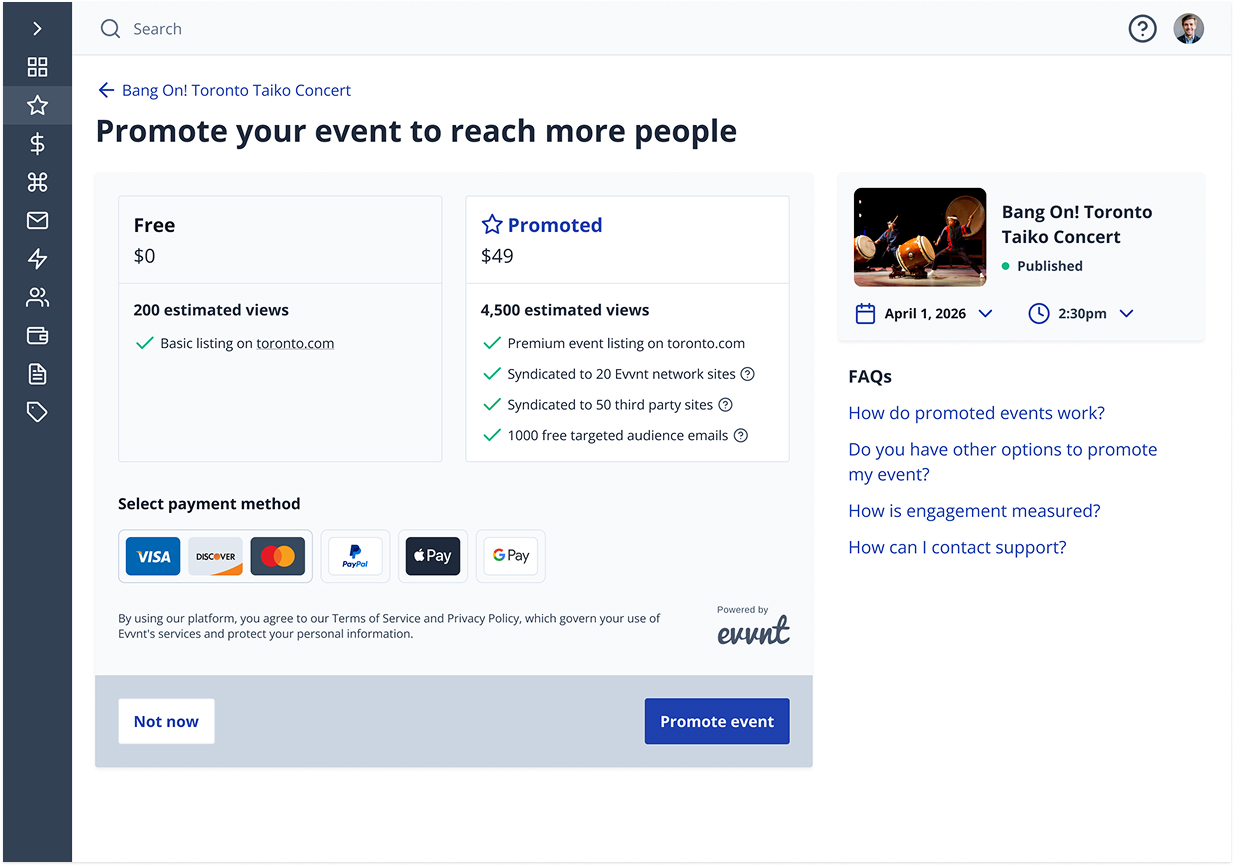 Search
Bang On! Toronto Taiko Concert
Promote your event to reach more people
Free
$0
200 estimated views
Basic listing on toronto.com
Promoted
$49
4,500 estimated views
Premium event listing on toronto.com
Syndicated to 20 Evvnt network sites
Syndicated to 50 third party sites
1000 free targeted audience emails
Select payment method
VISA
DISCOVER
PayPal
Pay
G Pay
By using our platform, you agree to our Terms of Service and Privacy Policy, which govern your use of
Evvnt's services and protect your personal information.
Powered by
evvnt
Not now
Promote event
Bang On! Toronto
Taiko Concert
Published
April 1, 2026
2:30pm
FAQs
How do promoted events work?
Do you have other options to promote
my event?
How is engagement measured?
How can I contact support?